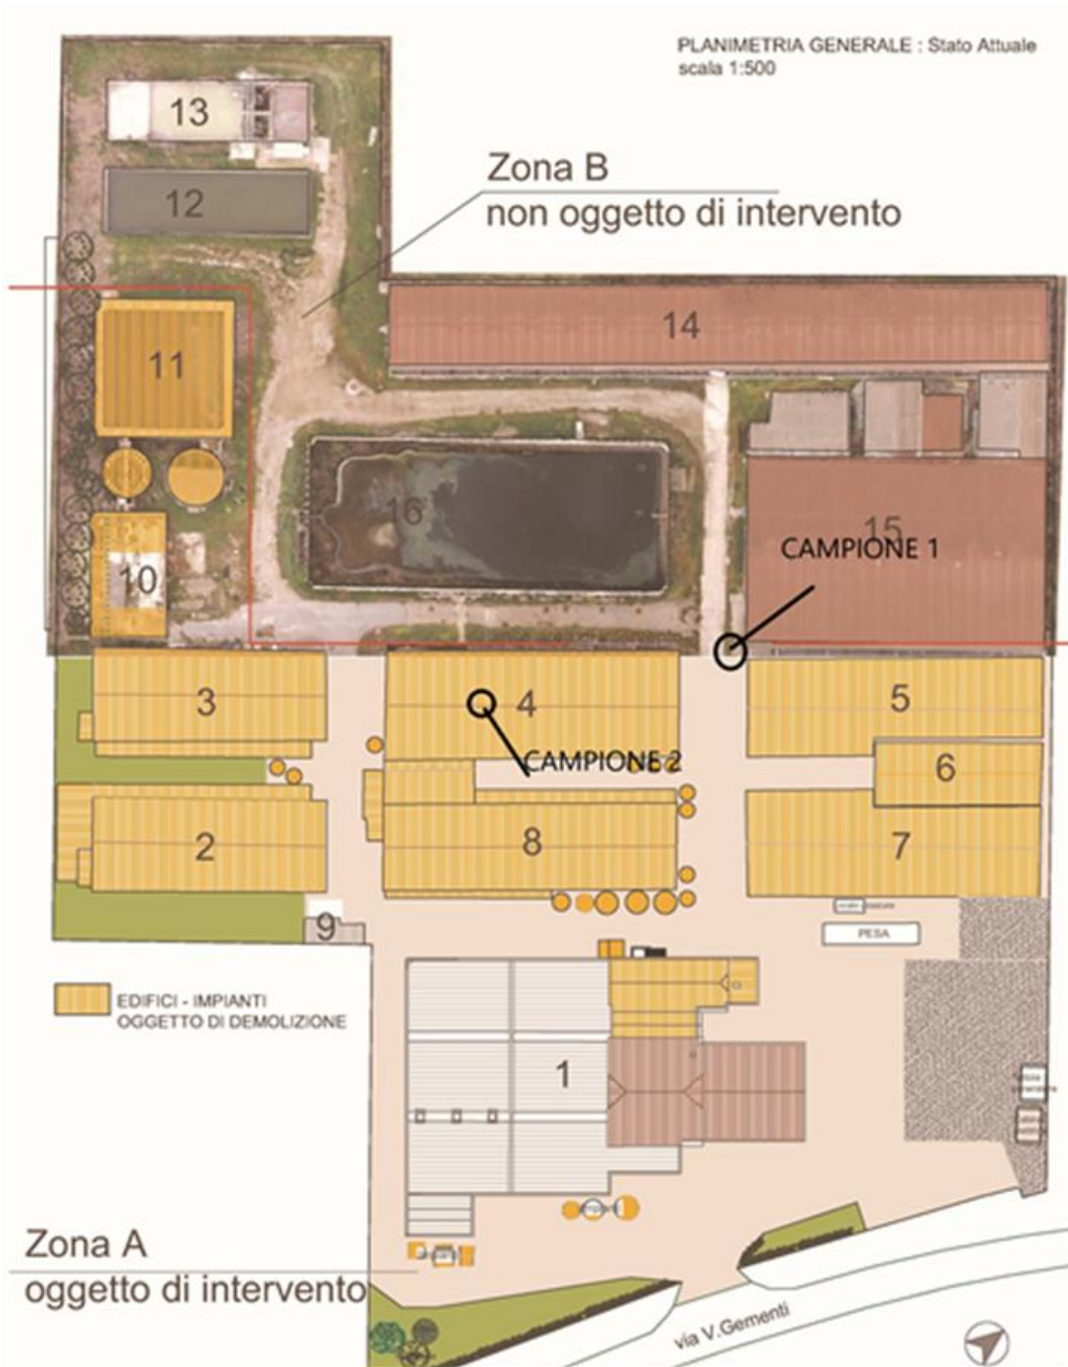 PLANIMETRIA GENERALE : Stato Attuale
scala 1:500
13
Zona B
12
non oggetto di intervento
14
11
16
15
CAMPIONE 1
10
3
4
5
CAMPIONE 2
6
2
8
7
9
PESA
EDIFICI - IMPIANTI
OGGETTO DI DEMOLIZIONE
1
Zona A
oggetto di intervento
via V.Gementi